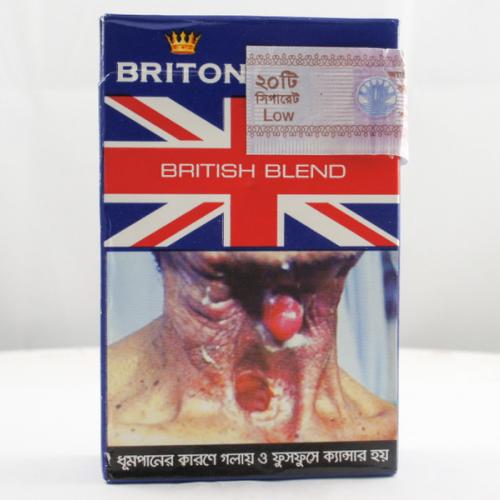 BRITON
২০টি
সিগারেট
Low
BRITISH BLEND
ধূমপানের কারণে গলায় ও ফুসফুসে ক্যান্সার হয়